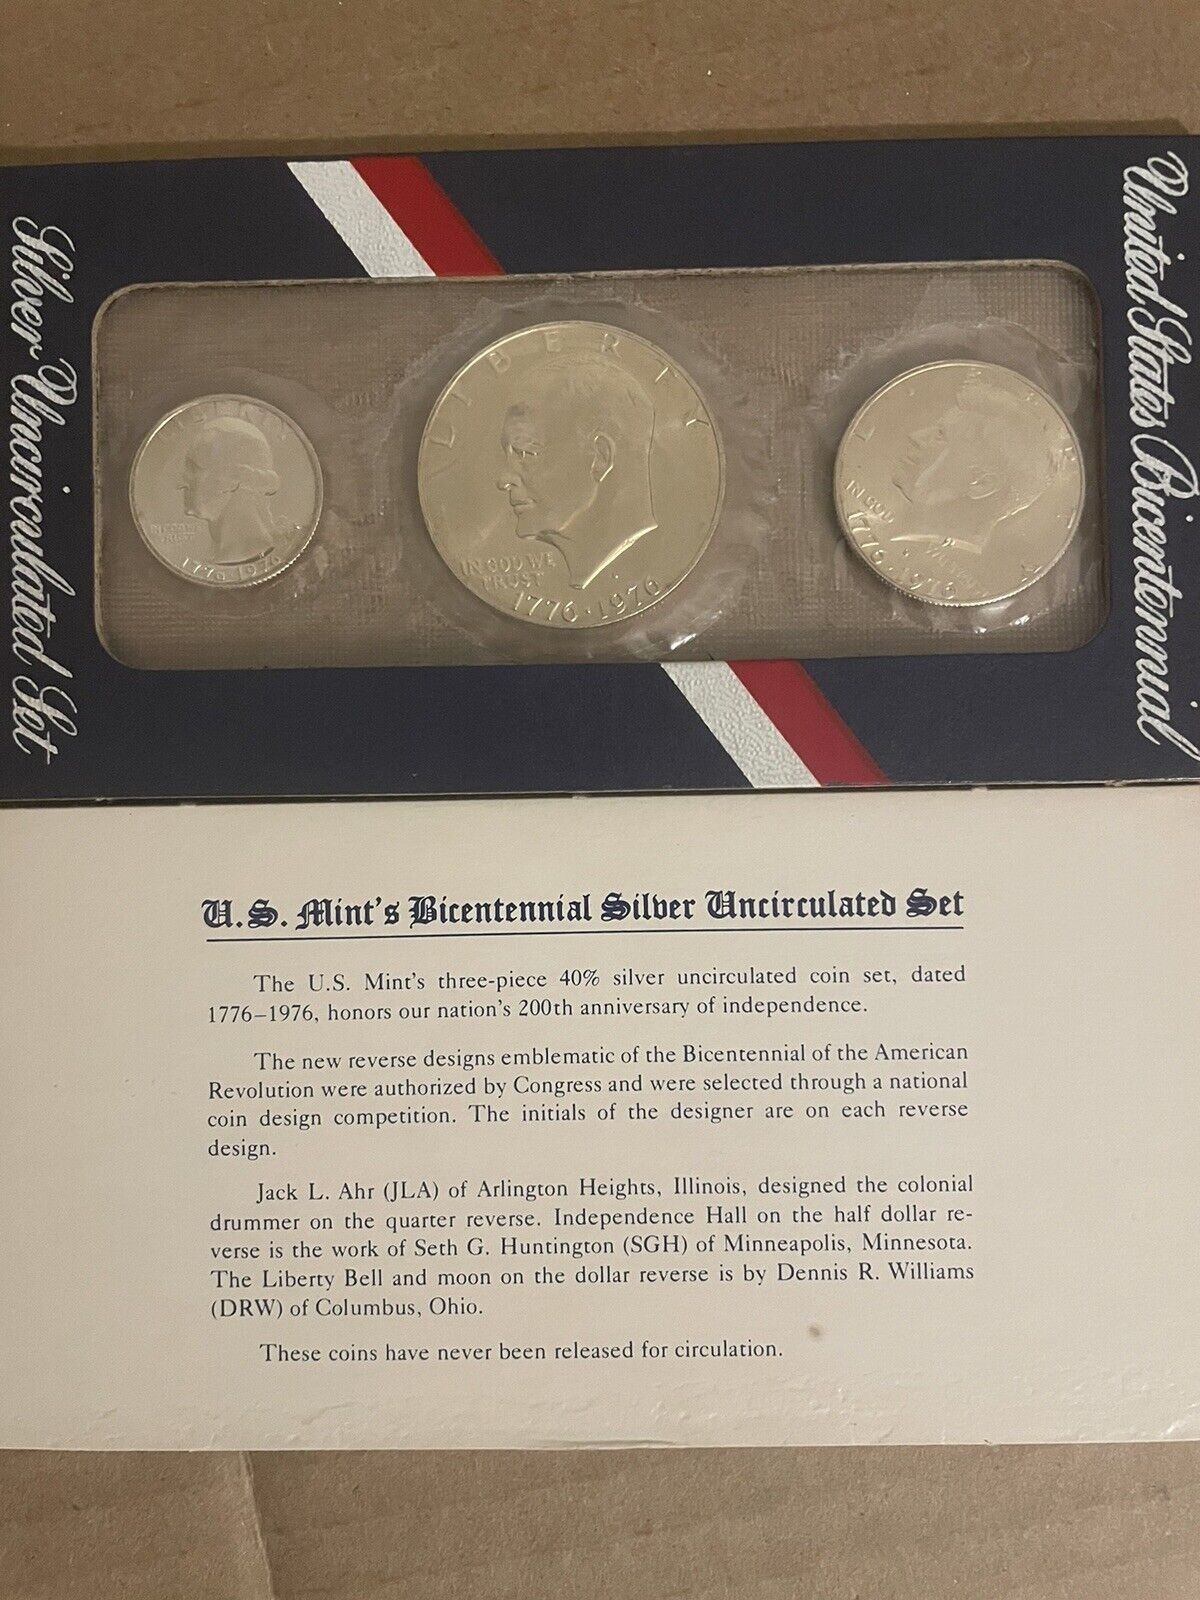 United States Bicentennial
Silver Uncirculated Set
LIBERTY
IN GOD WE
TRUST
1776·1976
LIBERTY
IN GOD WE
TRUST
1776·1976
LIBERTY
IN GOD
WE TRUST
1776·1976
U.S. Mint's Bicentennial Silver Uncirculated Set
The U.S. Mint's three-piece 40% silver uncirculated coin set, dated
1776–1976, honors our nation's 200th anniversary of independence.
The new reverse designs emblematic of the Bicentennial of the American
Revolution were authorized by Congress and were selected through a national
coin design competition. The initials of the designer are on each reverse
design.
Jack L. Ahr (JLA) of Arlington Heights, Illinois, designed the colonial
drummer on the quarter reverse. Independence Hall on the half dollar re-
verse is the work of Seth G. Huntington (SGH) of Minneapolis, Minnesota.
The Liberty Bell and moon on the dollar reverse is by Dennis R. Williams
(DRW) of Columbus, Ohio.
These coins have never been released for circulation.